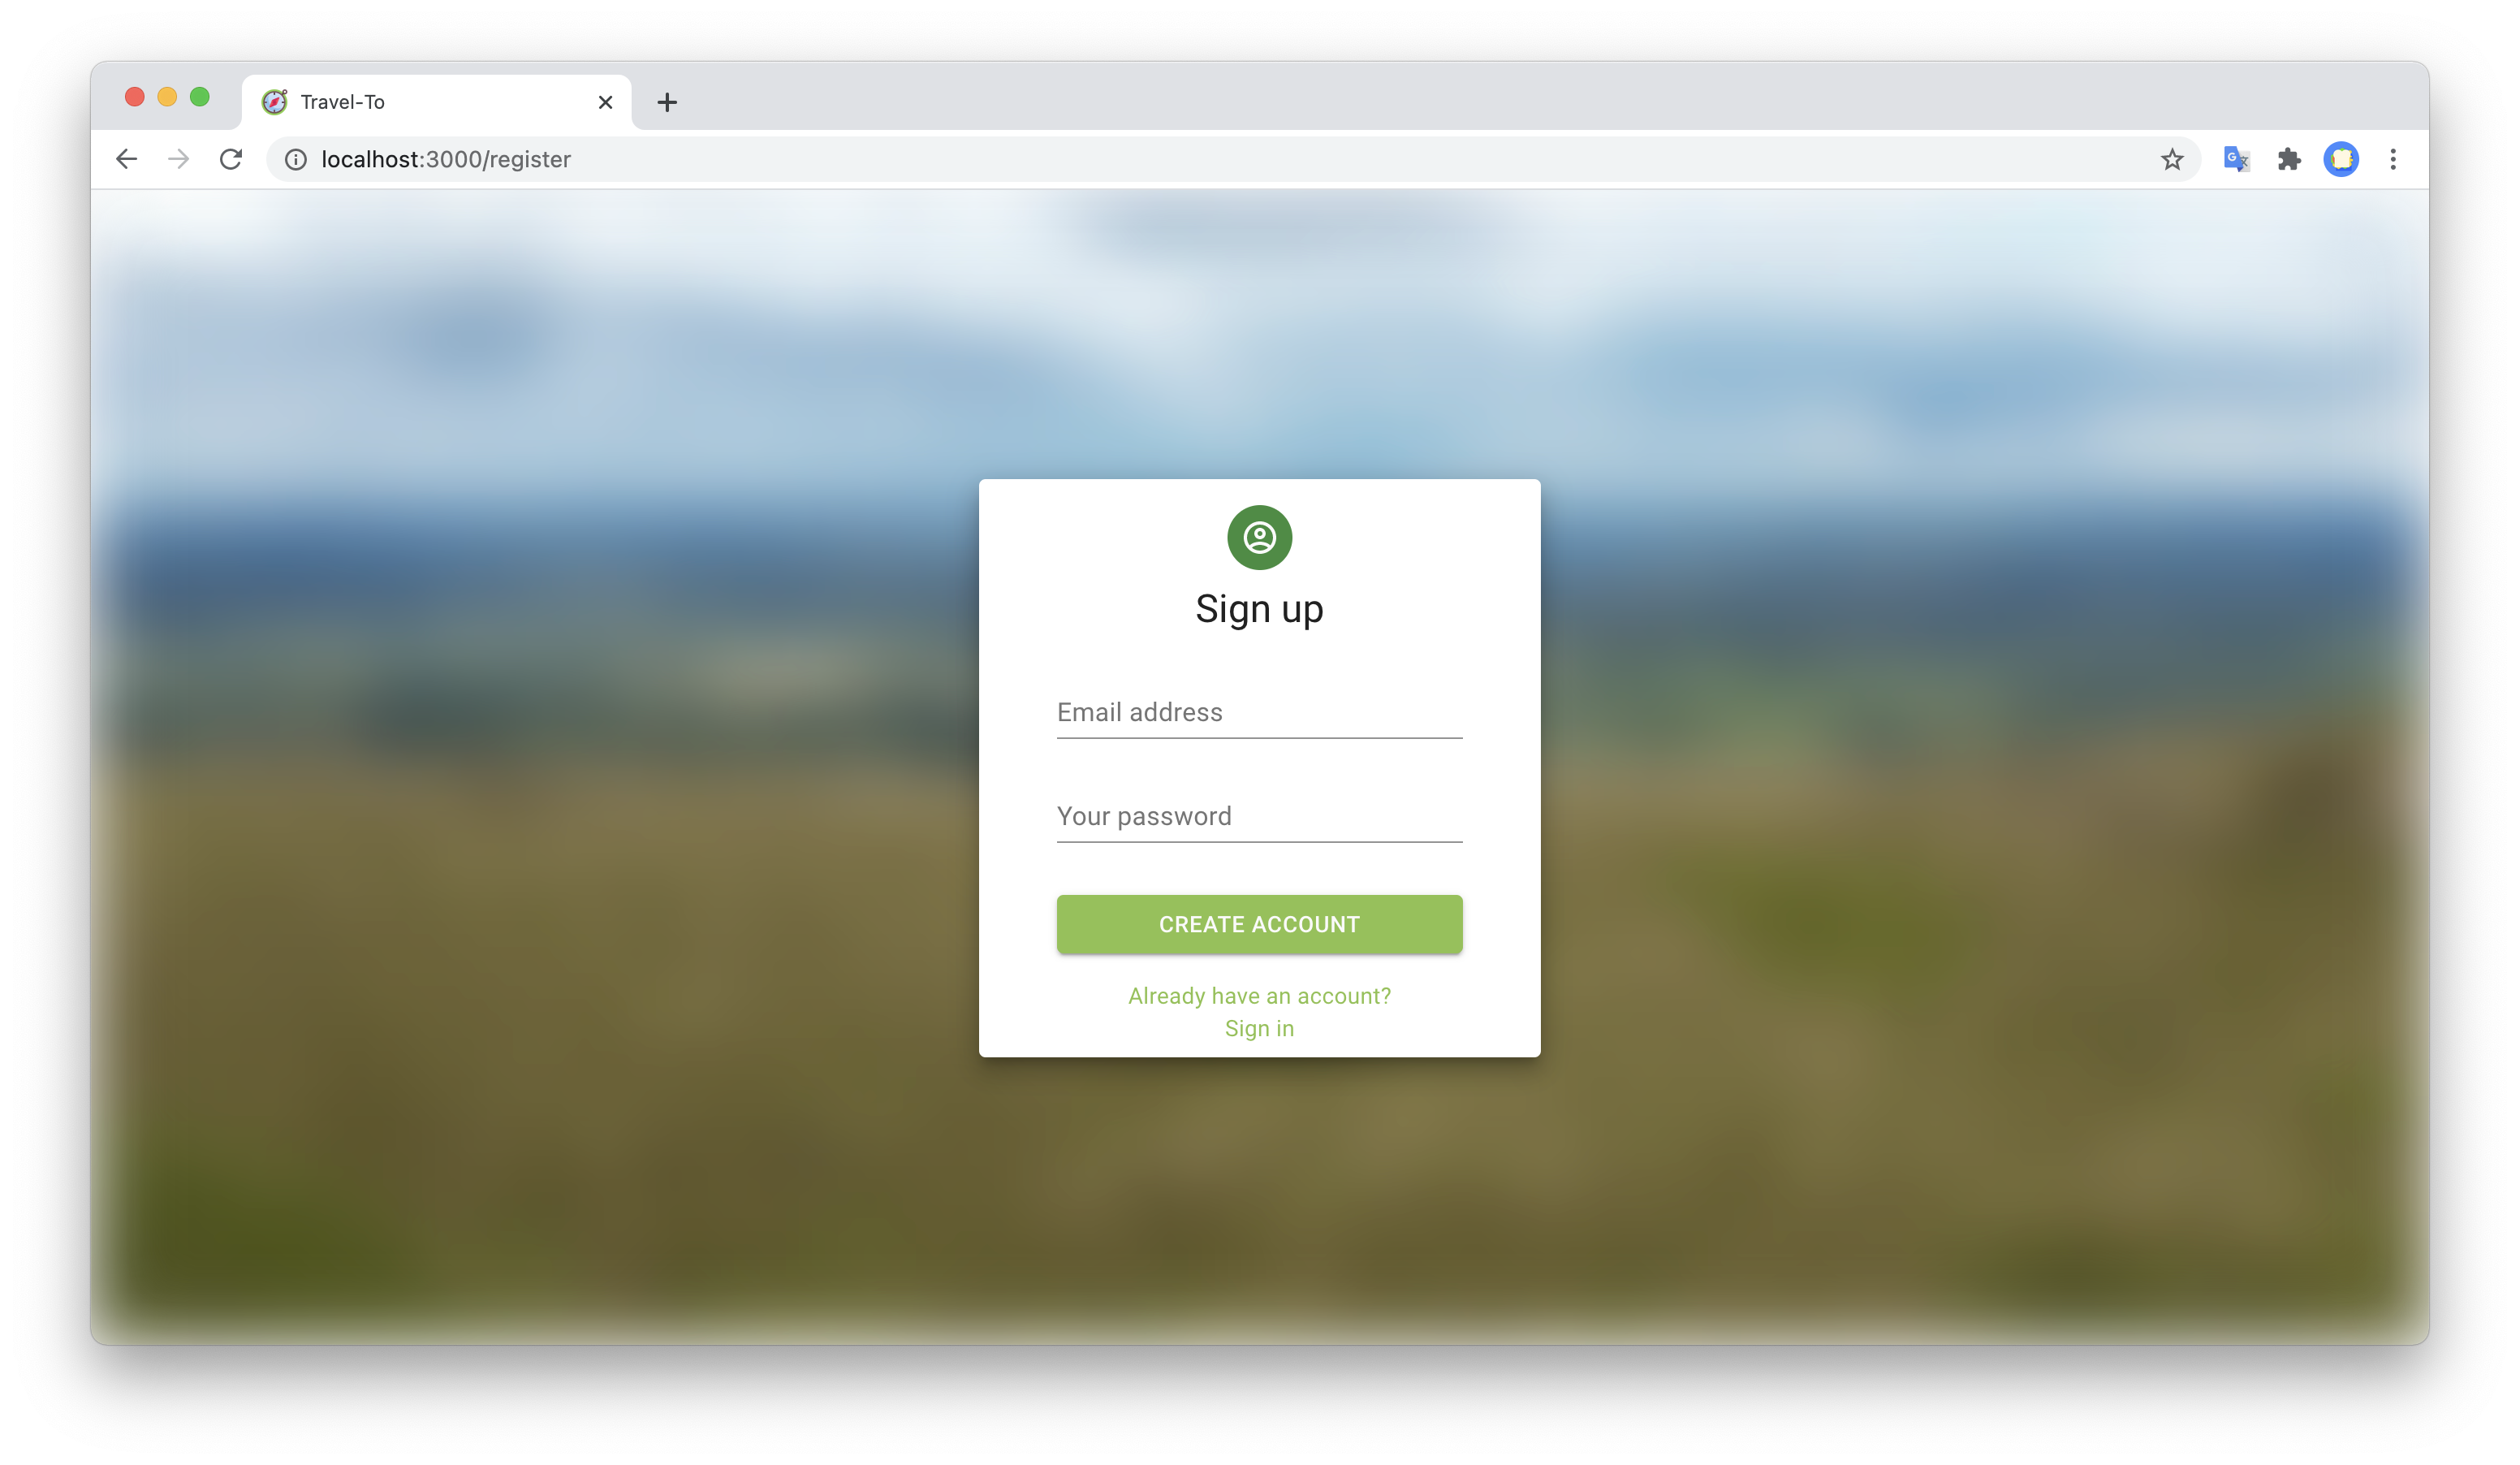 Travel-To
localhost:3000/register
Sign up
Email address
Your password
CREATE ACCOUNT
Already have an account?
Sign in